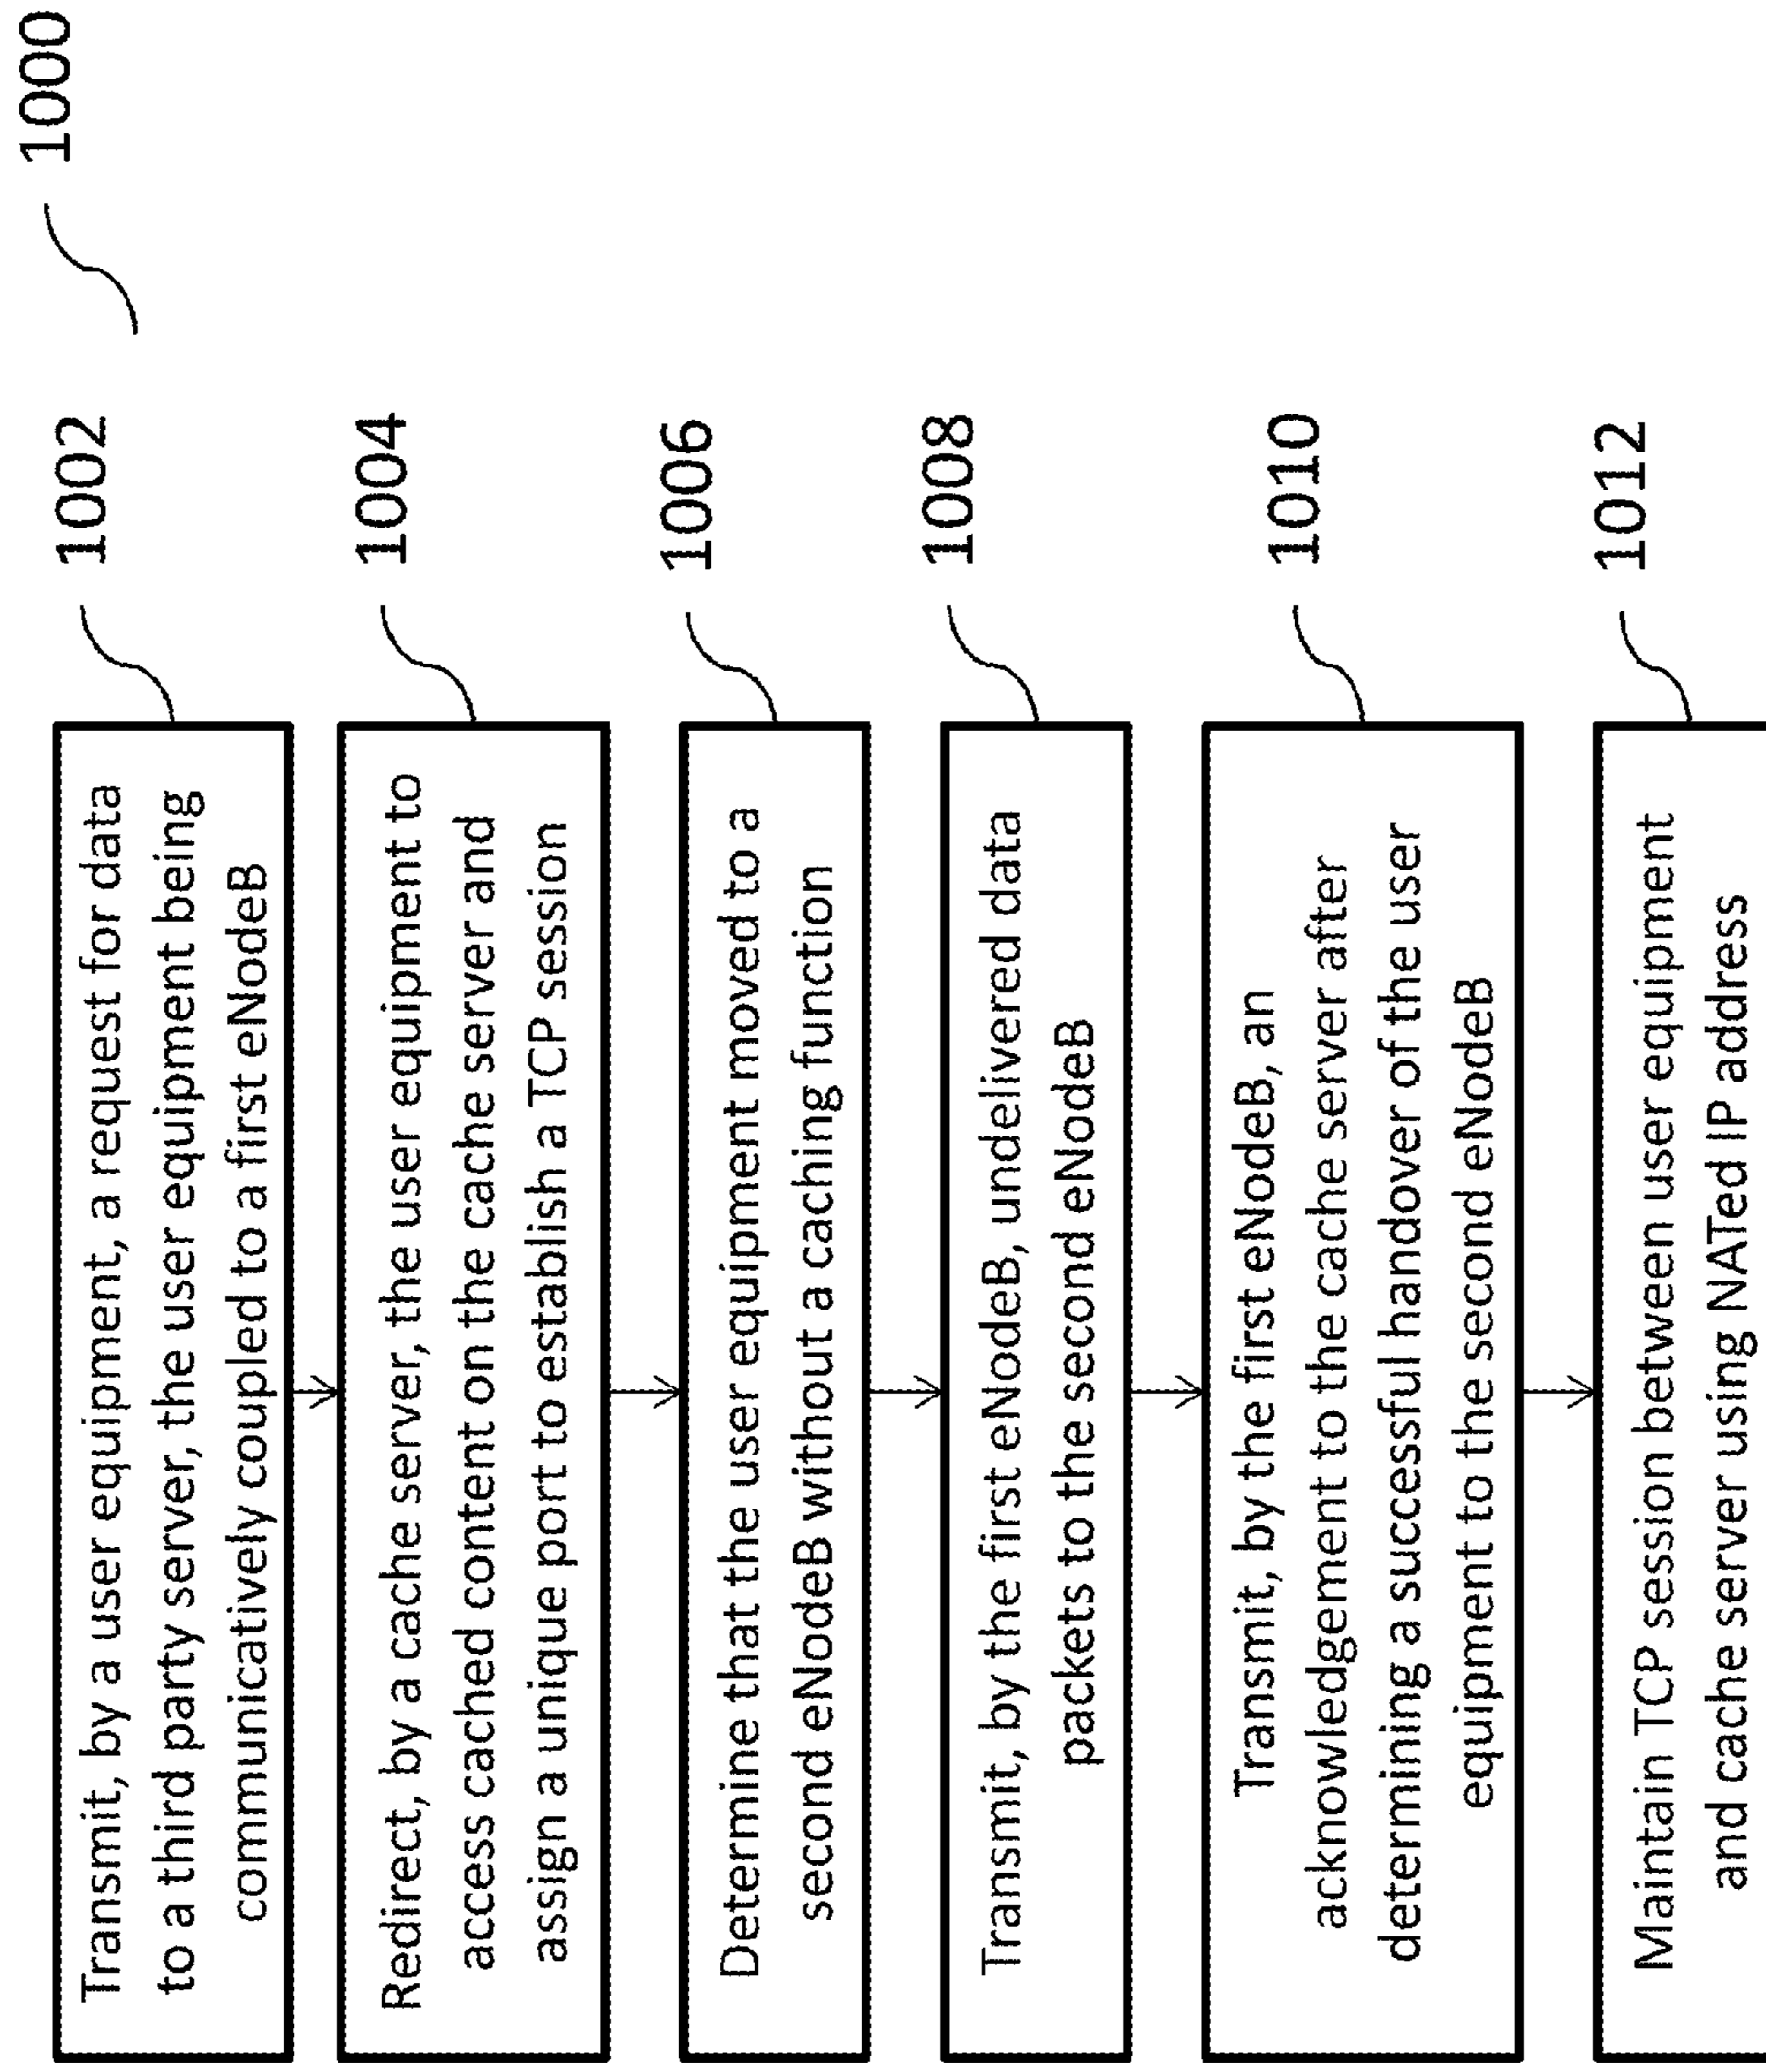 1000
1002
Transmit, by a user equipment, a request for data
to a third party server, the user equipment being
communicatively coupled to a first eNodeB
1004
Redirect, by a cache server, the user equipment to
access cached content on the cache server and
assign a unique port to establish a TCP session
1006
Determine that the user equipment moved to a
second eNodeB without a caching function
1008
Transmit, by the first eNodeB, undelivered data
packets to the second eNodeB
1010
Transmit, by the first eNodeB, an
acknowledgement to the cache server after
determining a successful handover of the user
equipment to the second eNodeB
1012
Maintain TCP session between user equipment
and cache server using NATed IP address